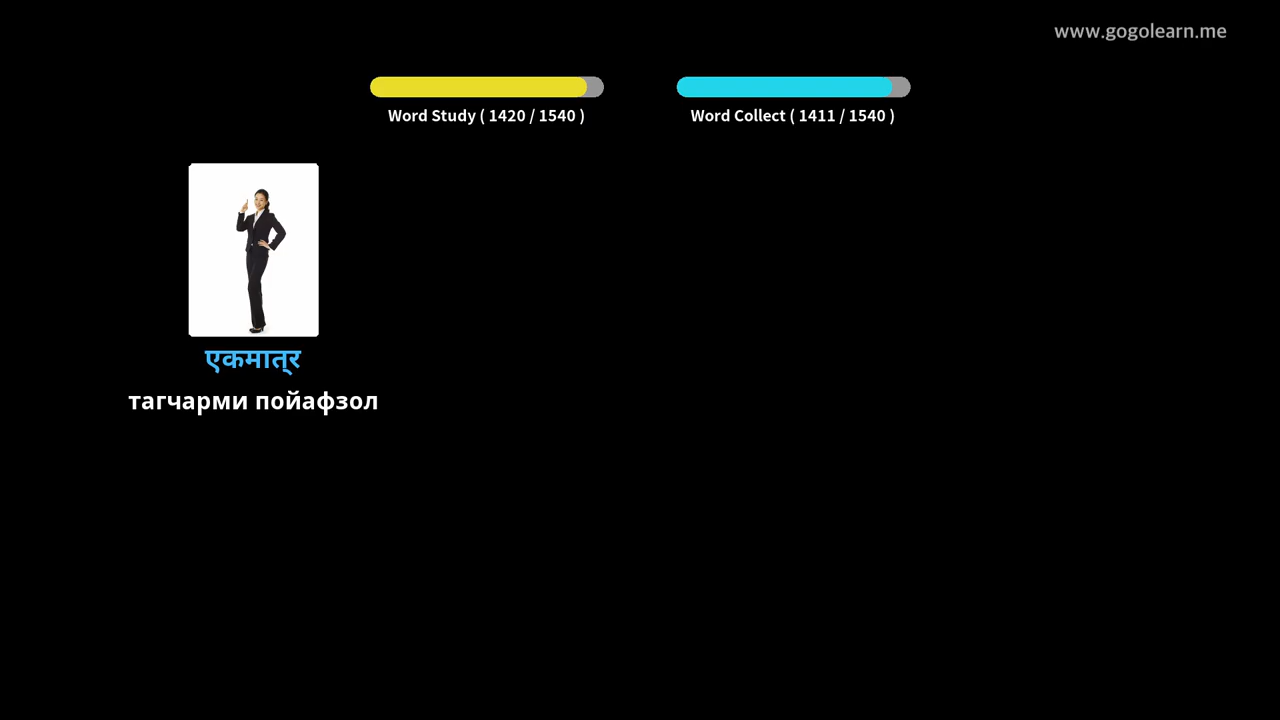 www.gogolearn.me
Word Study ( 1420 / 1540 )
Word Collect ( 1411 / 1540 )
एकमात्र
тагчарми пойафзол